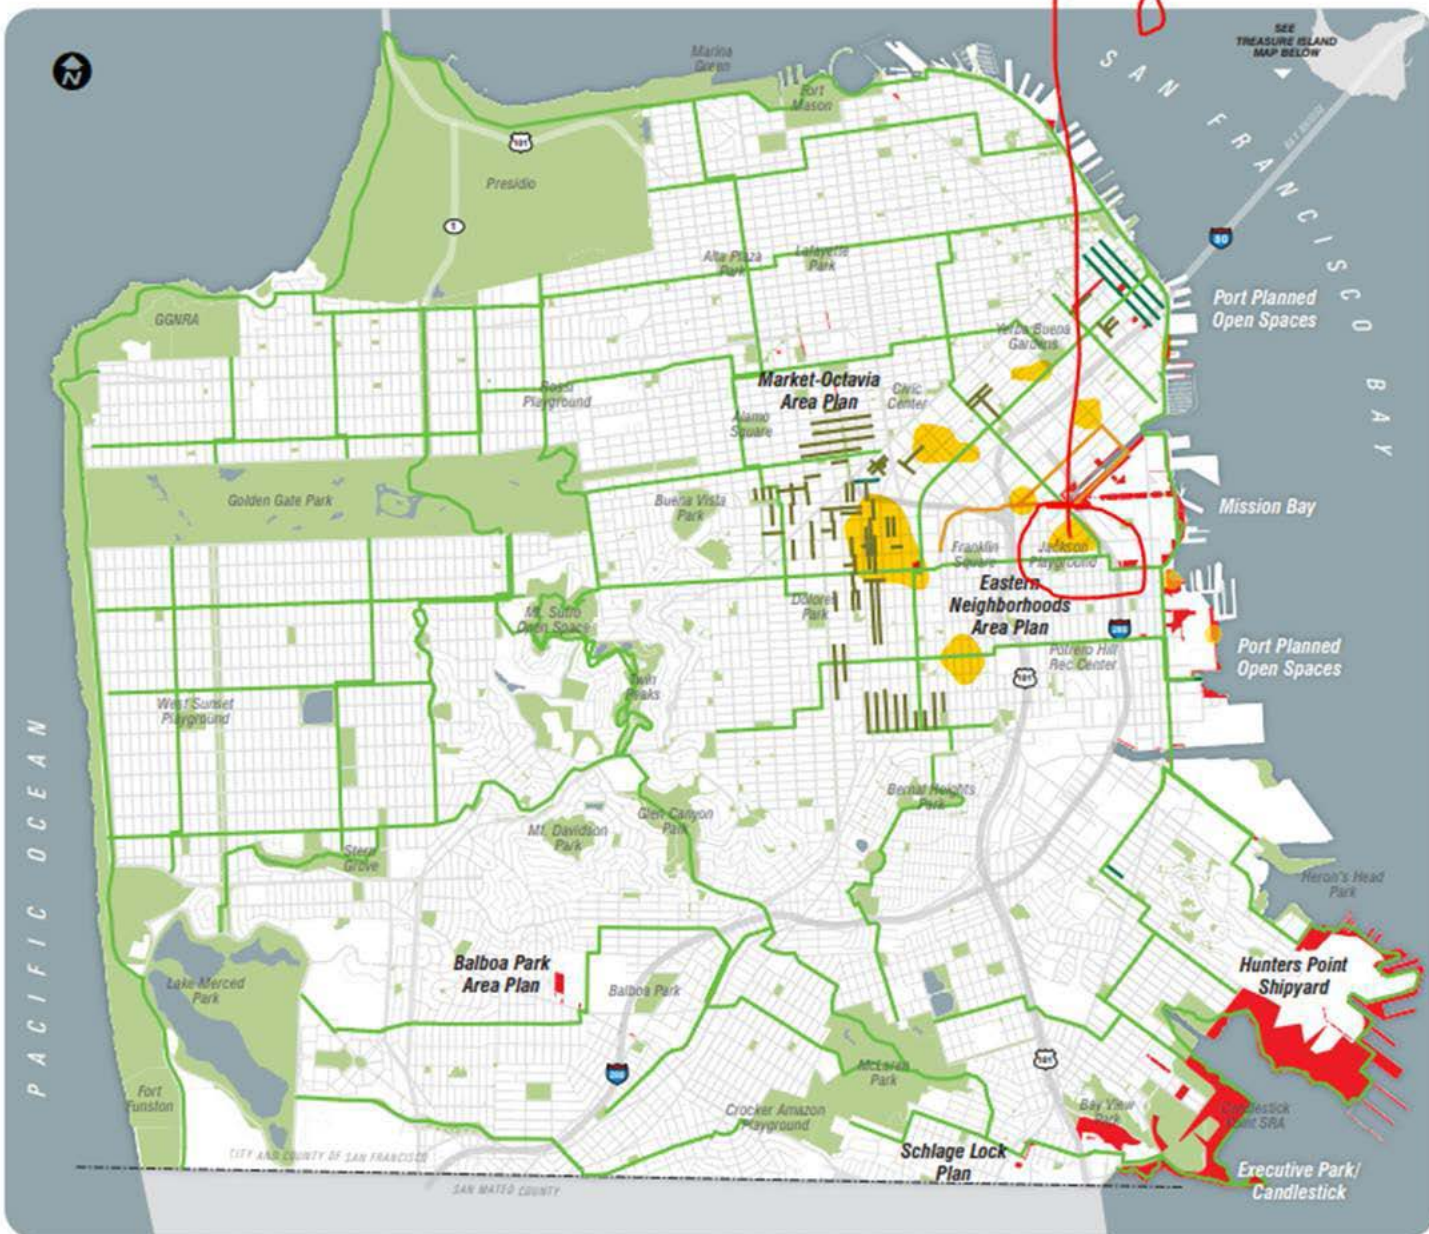 SEE
TREASURE ISLAND
MAP BELOW
N
Marina
Green
Fort
Mason
SAN FRANCISCO BAY
BAY BRIDGE
101
Presidio
1
80
Alta Plaza
Park
Lafayette
Park
Port Planned
Open Spaces
GGNRA
Yerba Buena
Gardens
Rossi
Playground
Market-Octavia
Area Plan
Civic
Center
Alamo
Square
Golden Gate Park
Buena Vista
Park
Mission Bay
Franklin
Square
Jackson
Playground
Eastern
Neighborhoods
Area Plan
Dolores
Park
Mt. Sutro
Open Space
280
Port Planned
Open Spaces
Potrero Hill
Rec Center
101
Twin
Peaks
West Sunset
Playground
PACIFIC OCEAN
Bernal Heights
Park
Glen Canyon
Park
Mt. Davidson
Park
Stern
Grove
Heron's Head
Park
Balboa Park
Area Plan
Balboa Park
Lake Merced
Park
Hunters Point
Shipyard
101
280
McLaren
Park
Fort
Funston
Crocker Amazon
Playground
Bay View
Park
Candlestick
Point SRA
Schlage Lock
Plan
Executive Park/
Candlestick
CITY AND COUNTY OF SAN FRANCISCO
SAN MATEO COUNTY